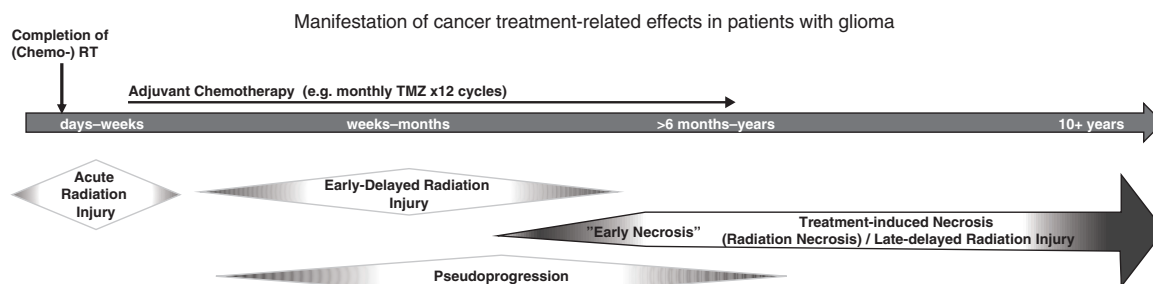 Manifestation of cancer treatment-related effects in patients with glioma
Completion of
(Chemo-) RT
Adjuvant Chemotherapy (e.g. monthly TMZ x12 cycles)
days–weeks weeks–months >6 months–years 10+ years
Acute
Radiation
Injury
Early-Delayed Radiation
Injury
"Early Necrosis"
Treatment-induced Necrosis
(Radiation Necrosis) / Late-delayed Radiation Injury
Pseudoprogression